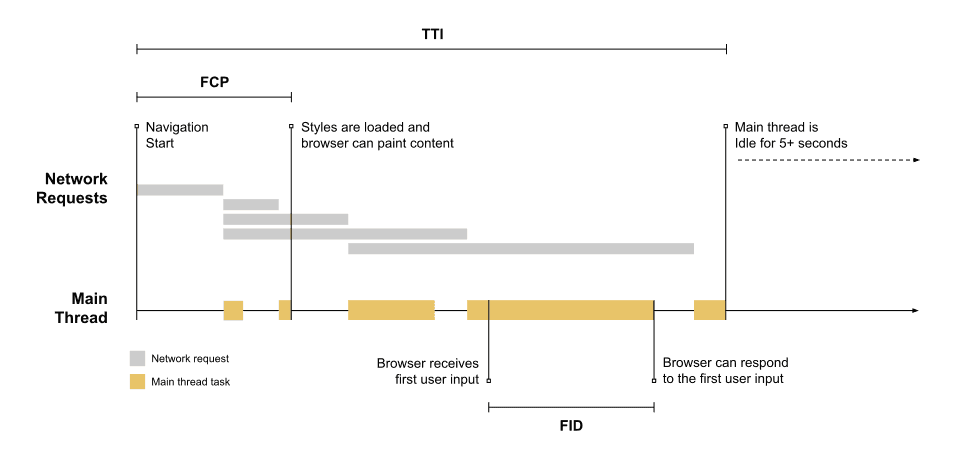 TTI
FCP
Navigation
Start
Styles are loaded and
browser can paint content
Main thread is
Idle for 5+ seconds
Network
Requests
Main
Thread
Network request
Main thread task
Browser receives
first user input
Browser can respond
to the first user input
FID